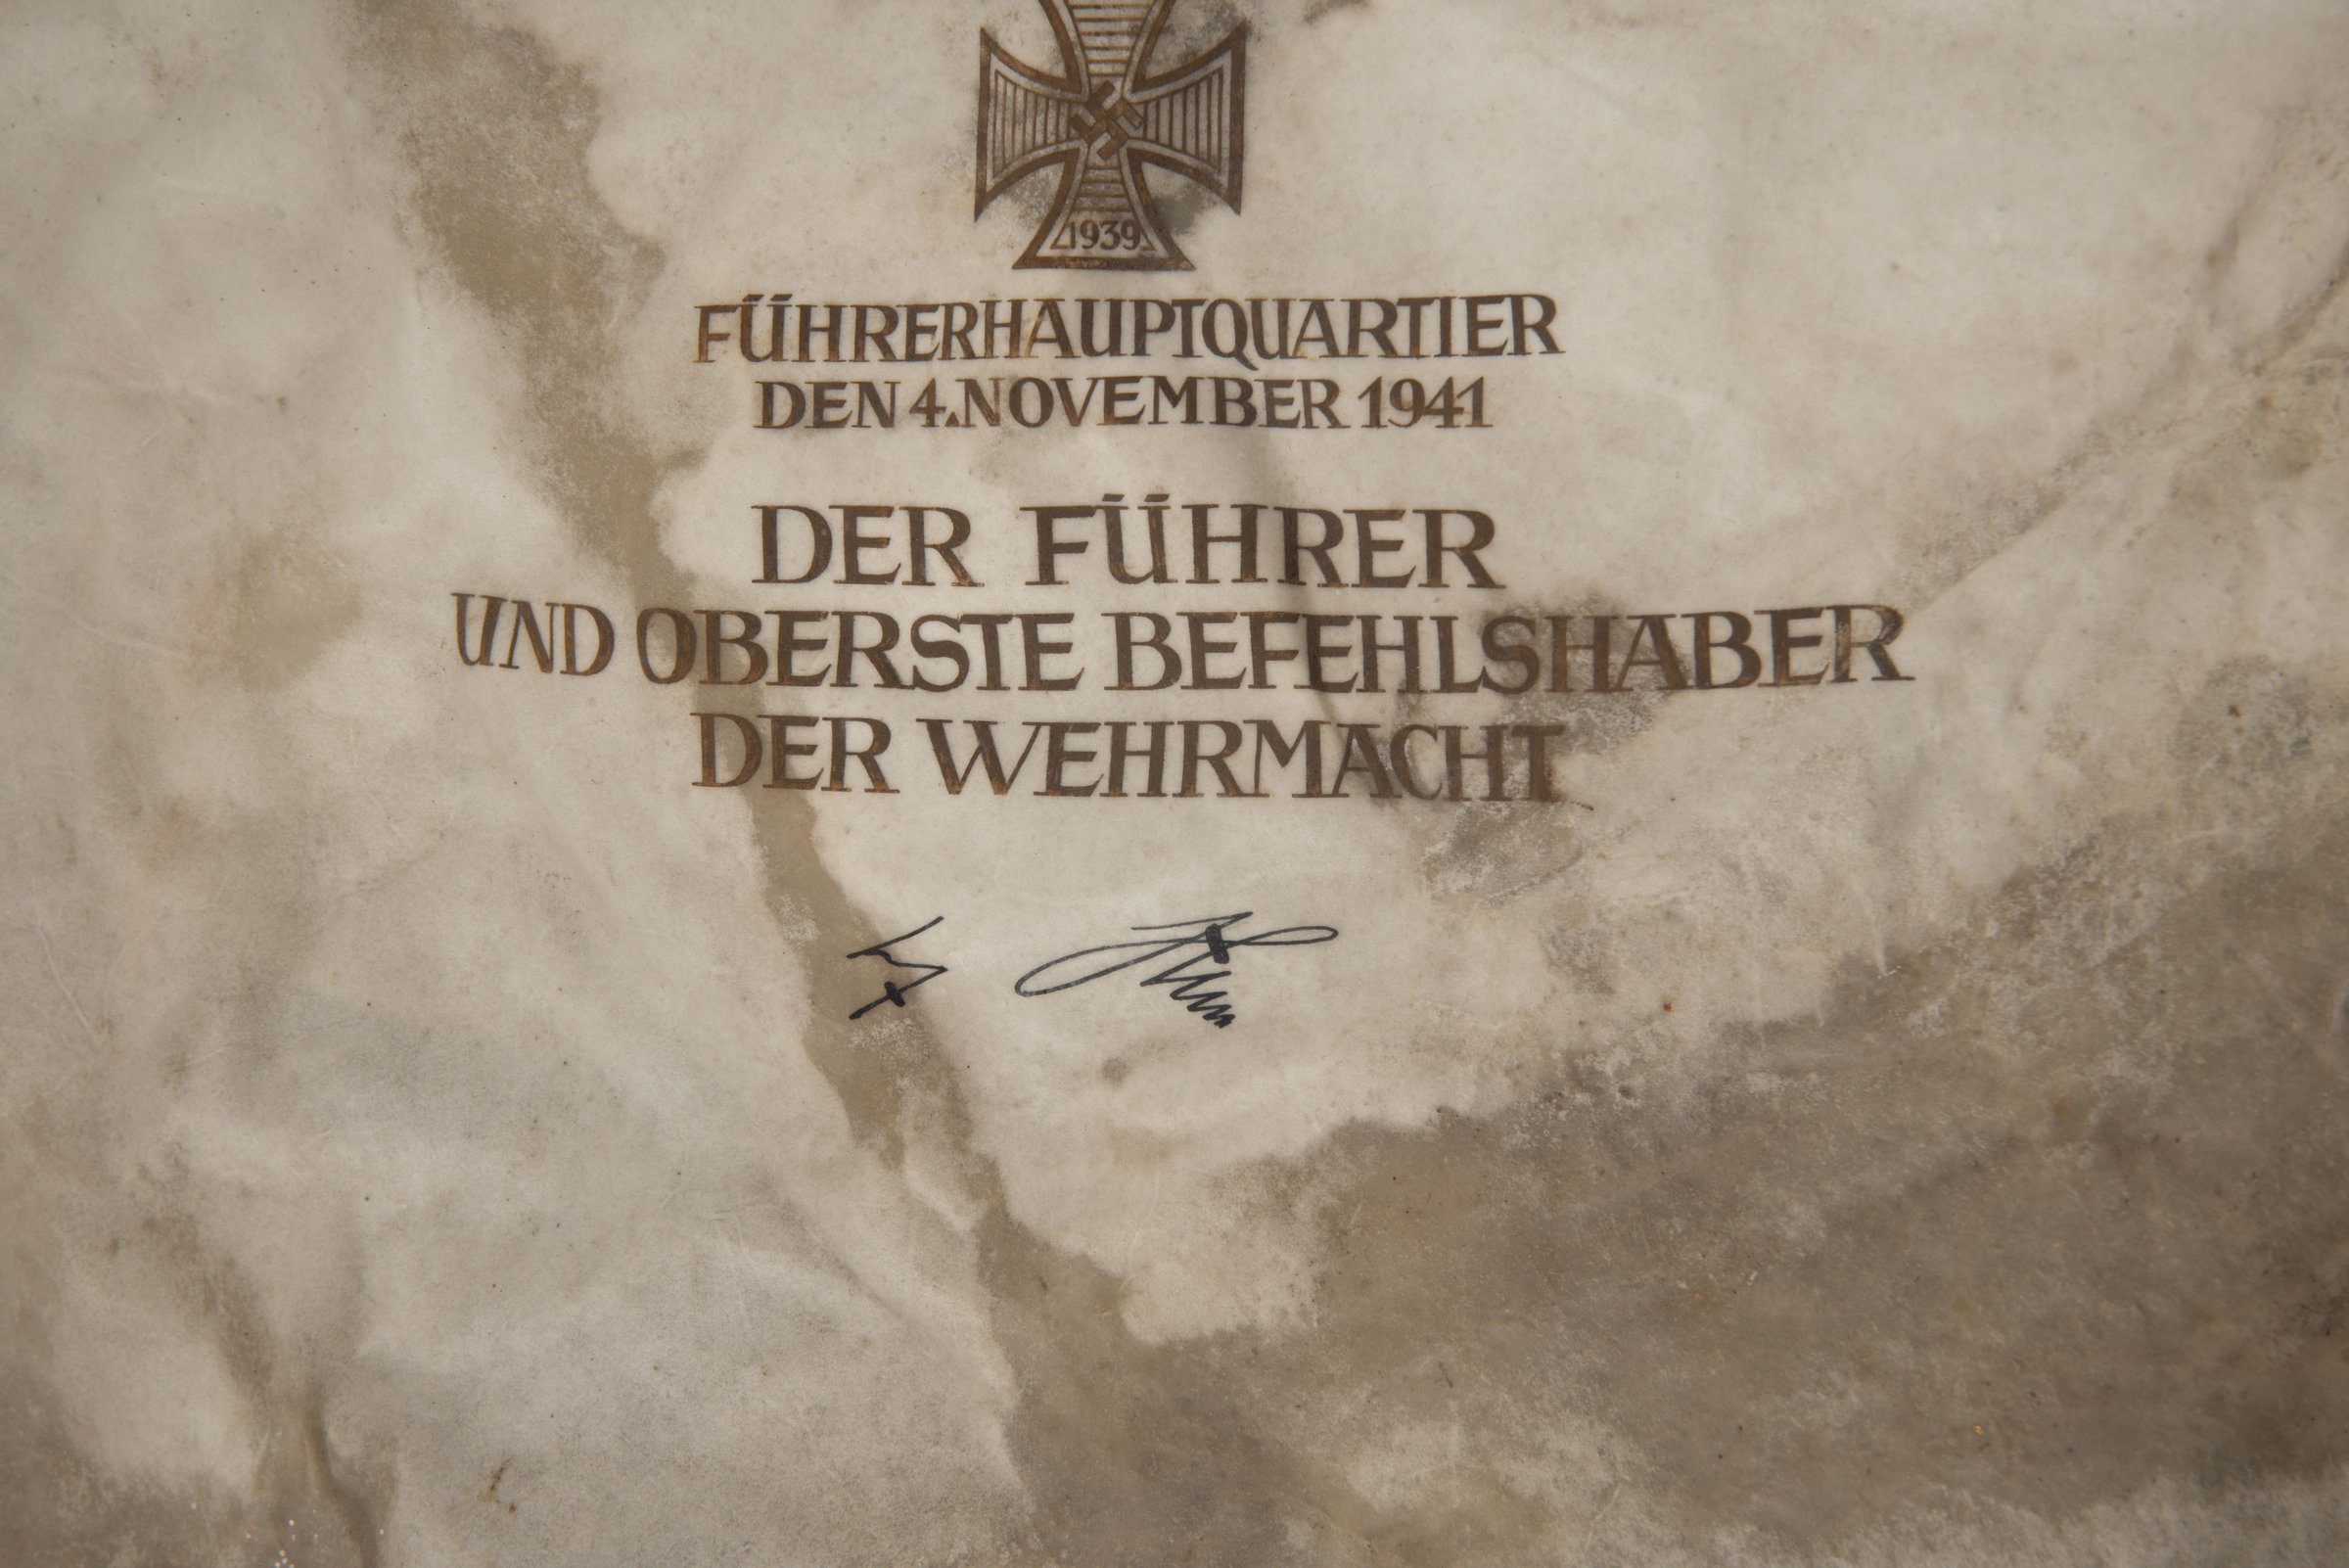 1939
FÜHRERHAUPTQUARTIER
DEN 4. NOVEMBER 1941
DER FÜHRER
UND OBERSTE BEFEHLSHABER
DER WEHRMACHT